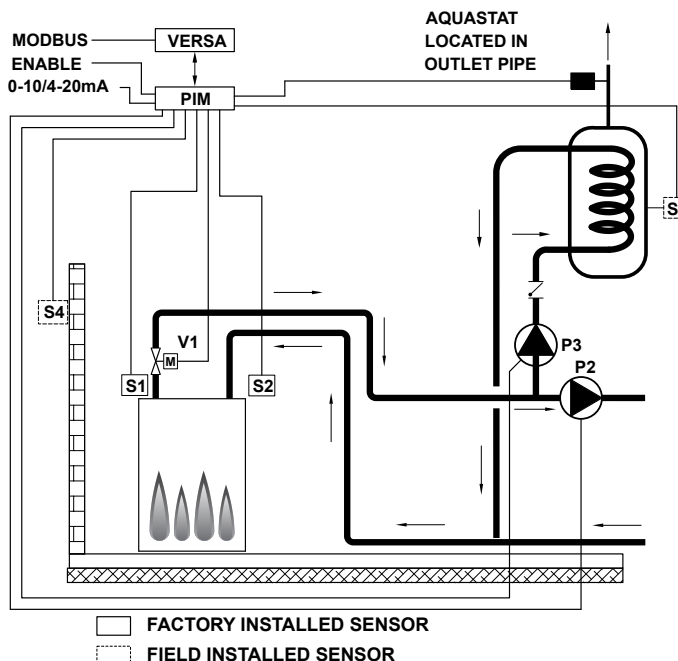 MODBUS
VERSA
ENABLE
0-10/4-20mA
PIM
AQUASTAT
LOCATED IN
OUTLET PIPE
S
S4
V1
M
S1
S2
P3
P2
FACTORY INSTALLED SENSOR
FIELD INSTALLED SENSOR